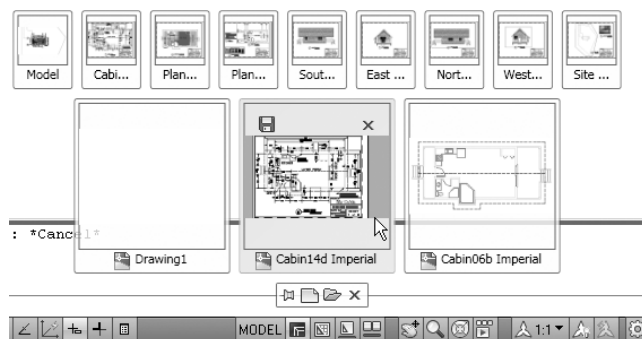 Model Cabi... Plan... Plan... Sout... East ... Nort... West... Site ...
: *Cancel*
Drawing1 Cabin14d Imperial Cabin06b Imperial
MODEL 1:1